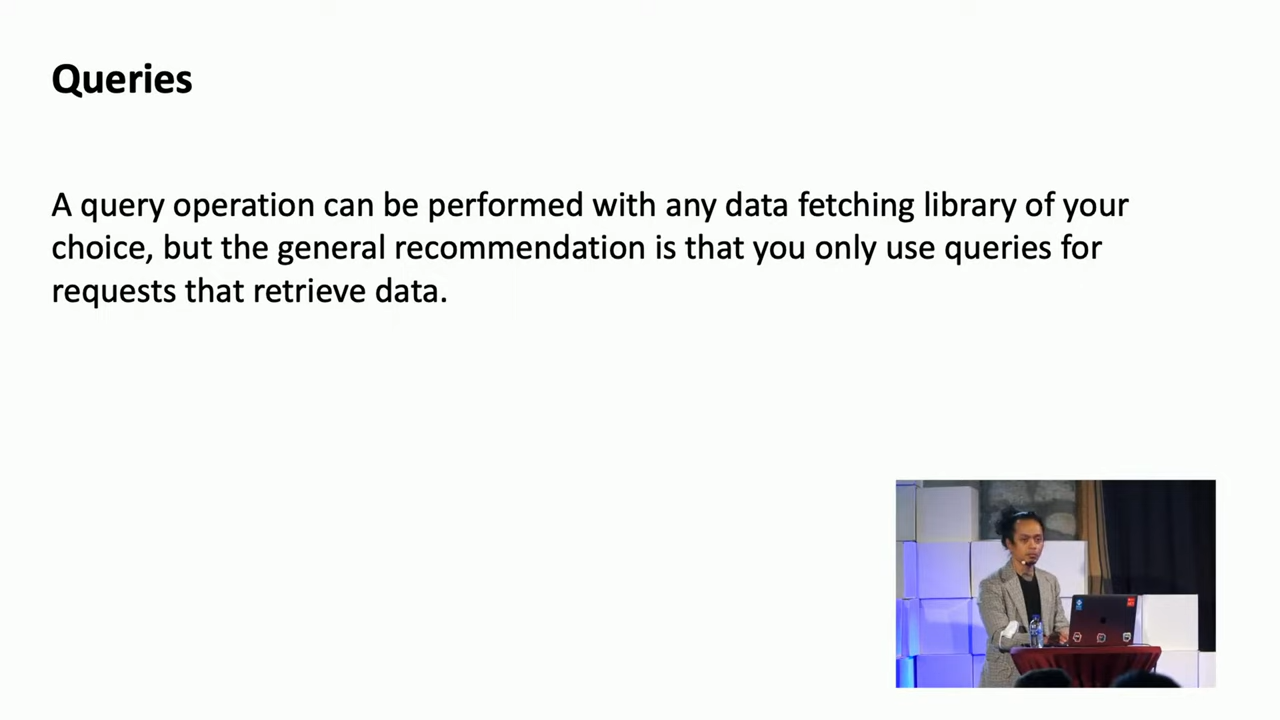 Queries
A query operation can be performed with any data fetching library of your
choice, but the general recommendation is that you only use queries for
requests that retrieve data.